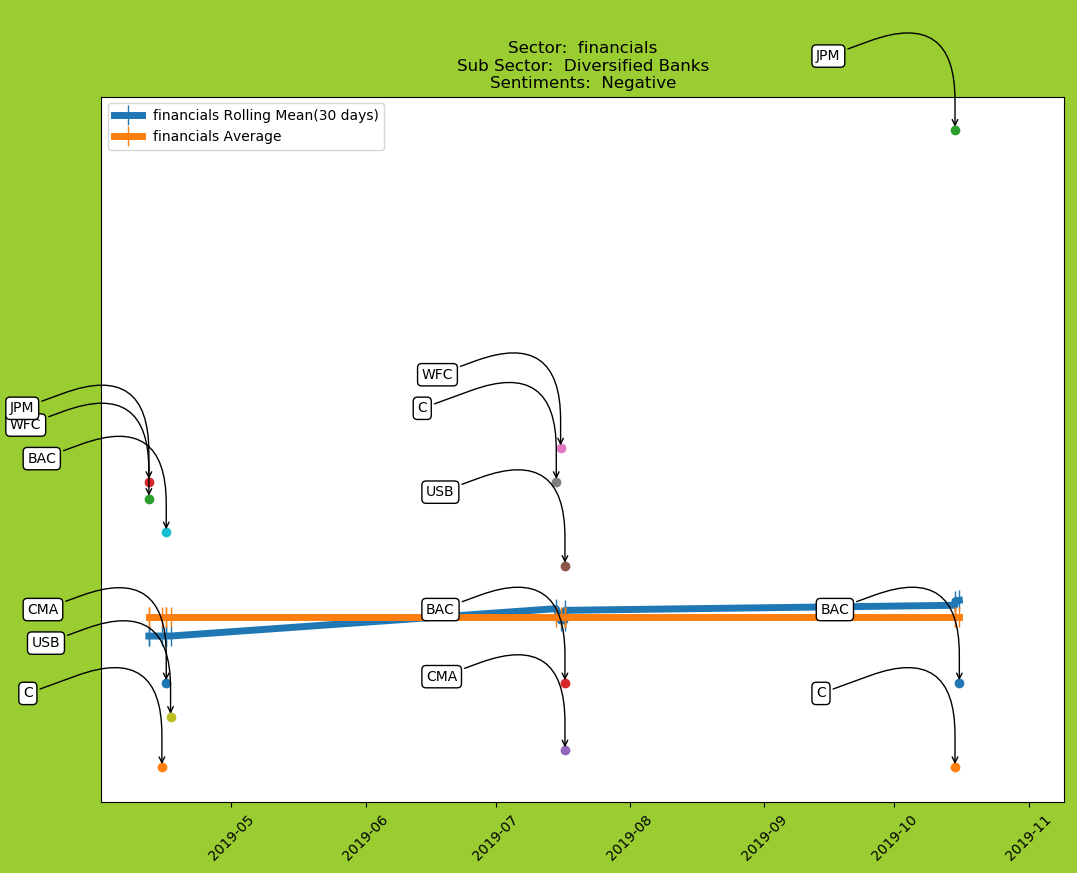 Sector:  financials
Sub Sector:  Diversified Banks
Sentiments:  Negative
JPM
financials Rolling Mean(30 days)
financials Average
WFC
C
JPM
WFC
BAC
USB
CMA
BAC
BAC
USB
CMA
C
C
2019-05
2019-06
2019-07
2019-08
2019-09
2019-10
2019-11